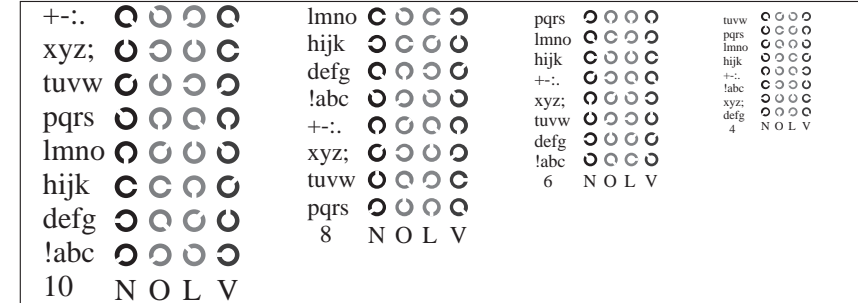 +-:.
xyz;
tuvw
pqrs
lmno
hijk
defg
!abc
10 N O L V
lmno
hijk
defg
!abc
+-:.
xyz;
tuvw
pqrs
8 N O L V
pqrs
lmno
hijk
+-:.
xyz;
tuvw
defg
!abc
6 N O L V
tuvw
pqrs
lmno
hijk
+-:.
!abc
xyz;
defg
4 N O L V